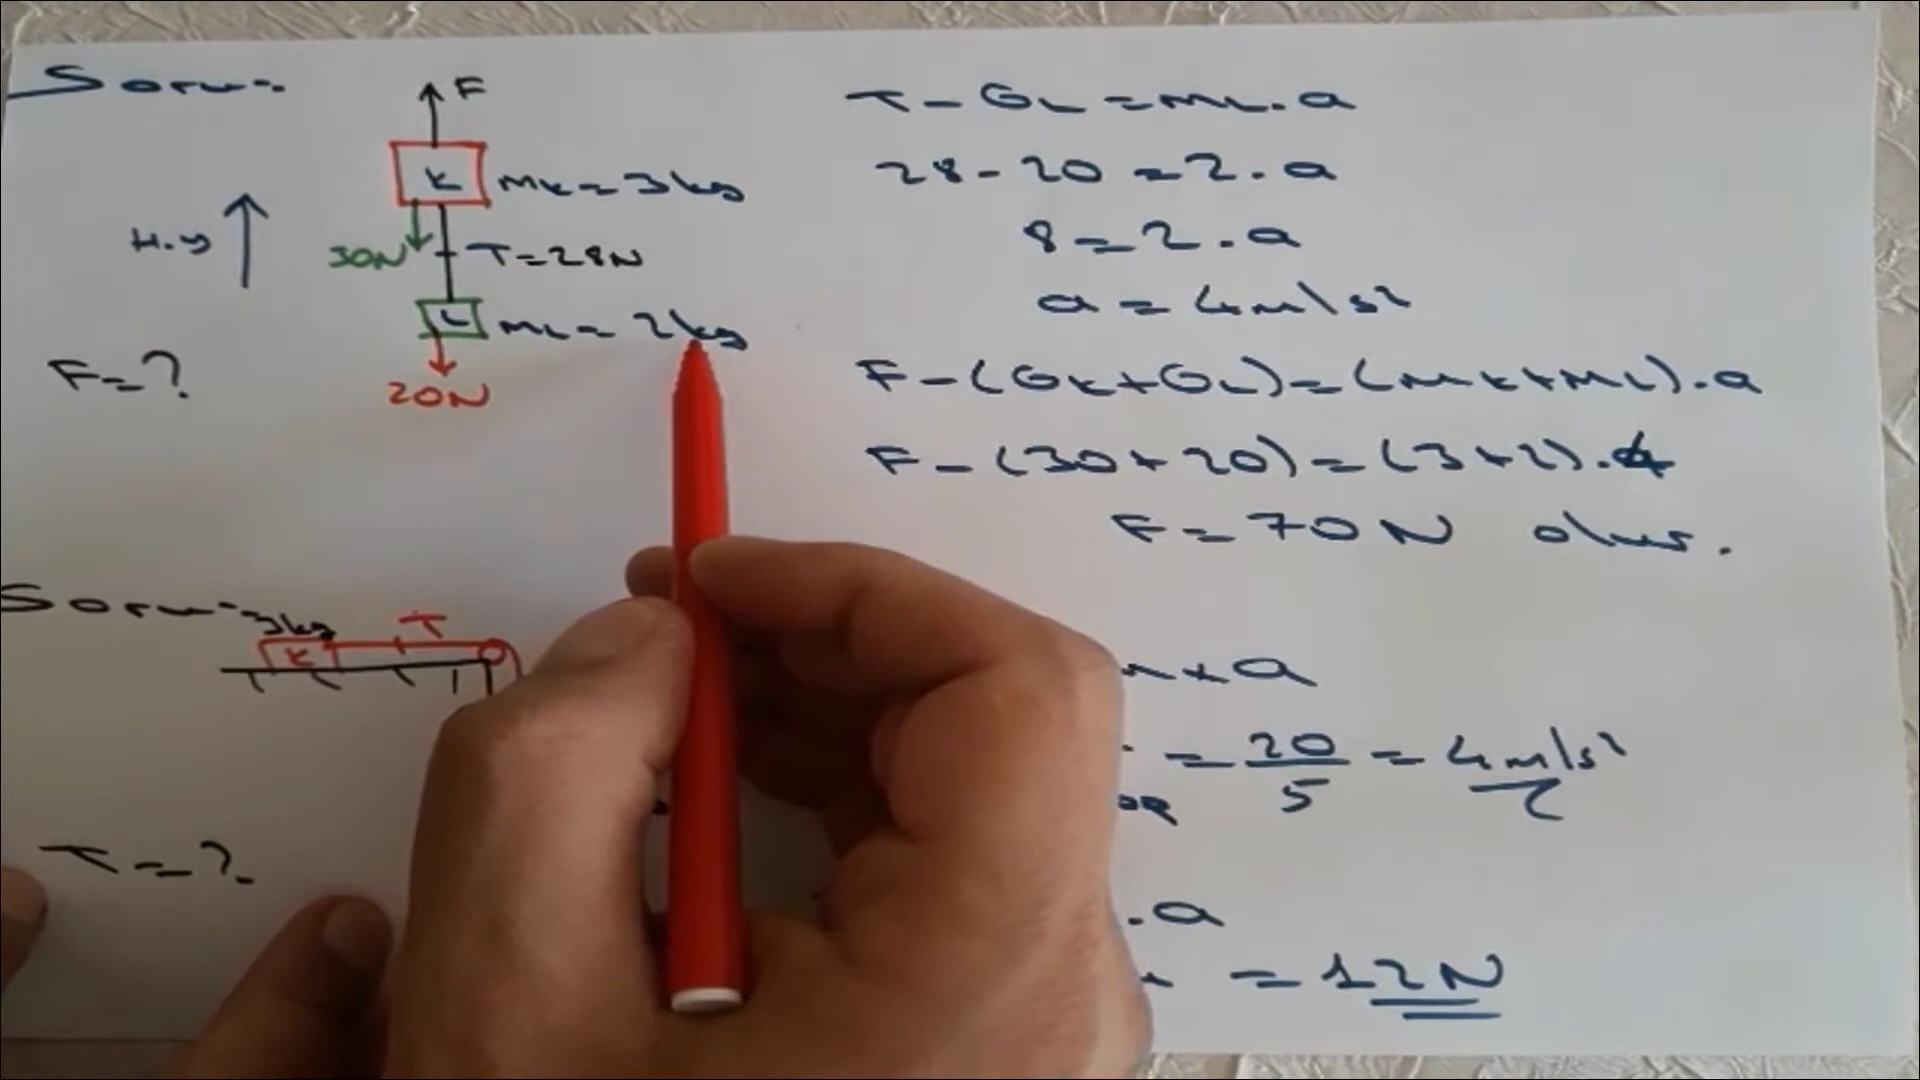 Soru:
F
K mK = 3kg
H.y
30N T = 28N
L mL = 2kg
20N
F = ?
T - GL = mL.a
28 - 20 = 2.a
8 = 2.a
a = 4m/s²
F - (GK + GL) = (mK + mL).a
F - (30 + 20) = (3 + 2).4
F = 70N olur.
Soru:
3kg
K
T
a
= 20/5 = 4m/s²
T = ?
.a
= 12N